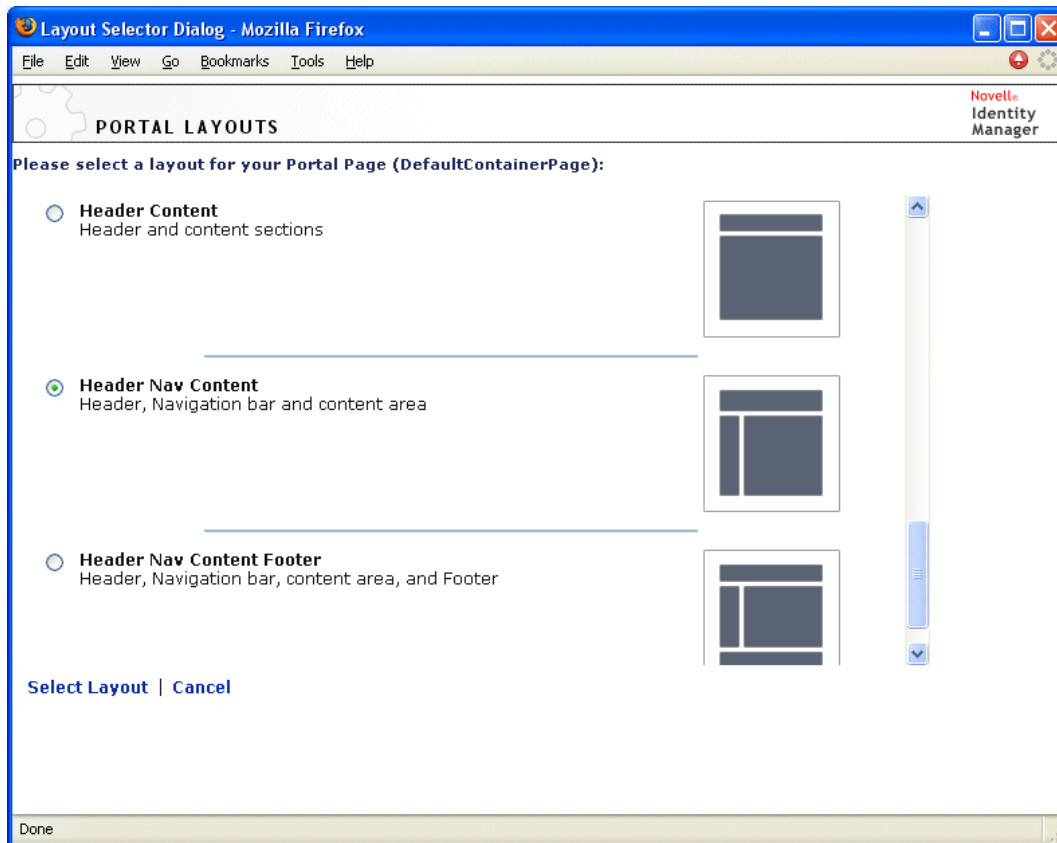 Layout Selector Dialog - Mozilla Firefox
File Edit View Go Bookmarks Tools Help
PORTAL LAYOUTS
Novell®
Identity
Manager
Please select a layout for your Portal Page (DefaultContainerPage):
Header Content
Header and content sections
Header Nav Content
Header, Navigation bar and content area
Header Nav Content Footer
Header, Navigation bar, content area, and Footer
Select Layout | Cancel
Done